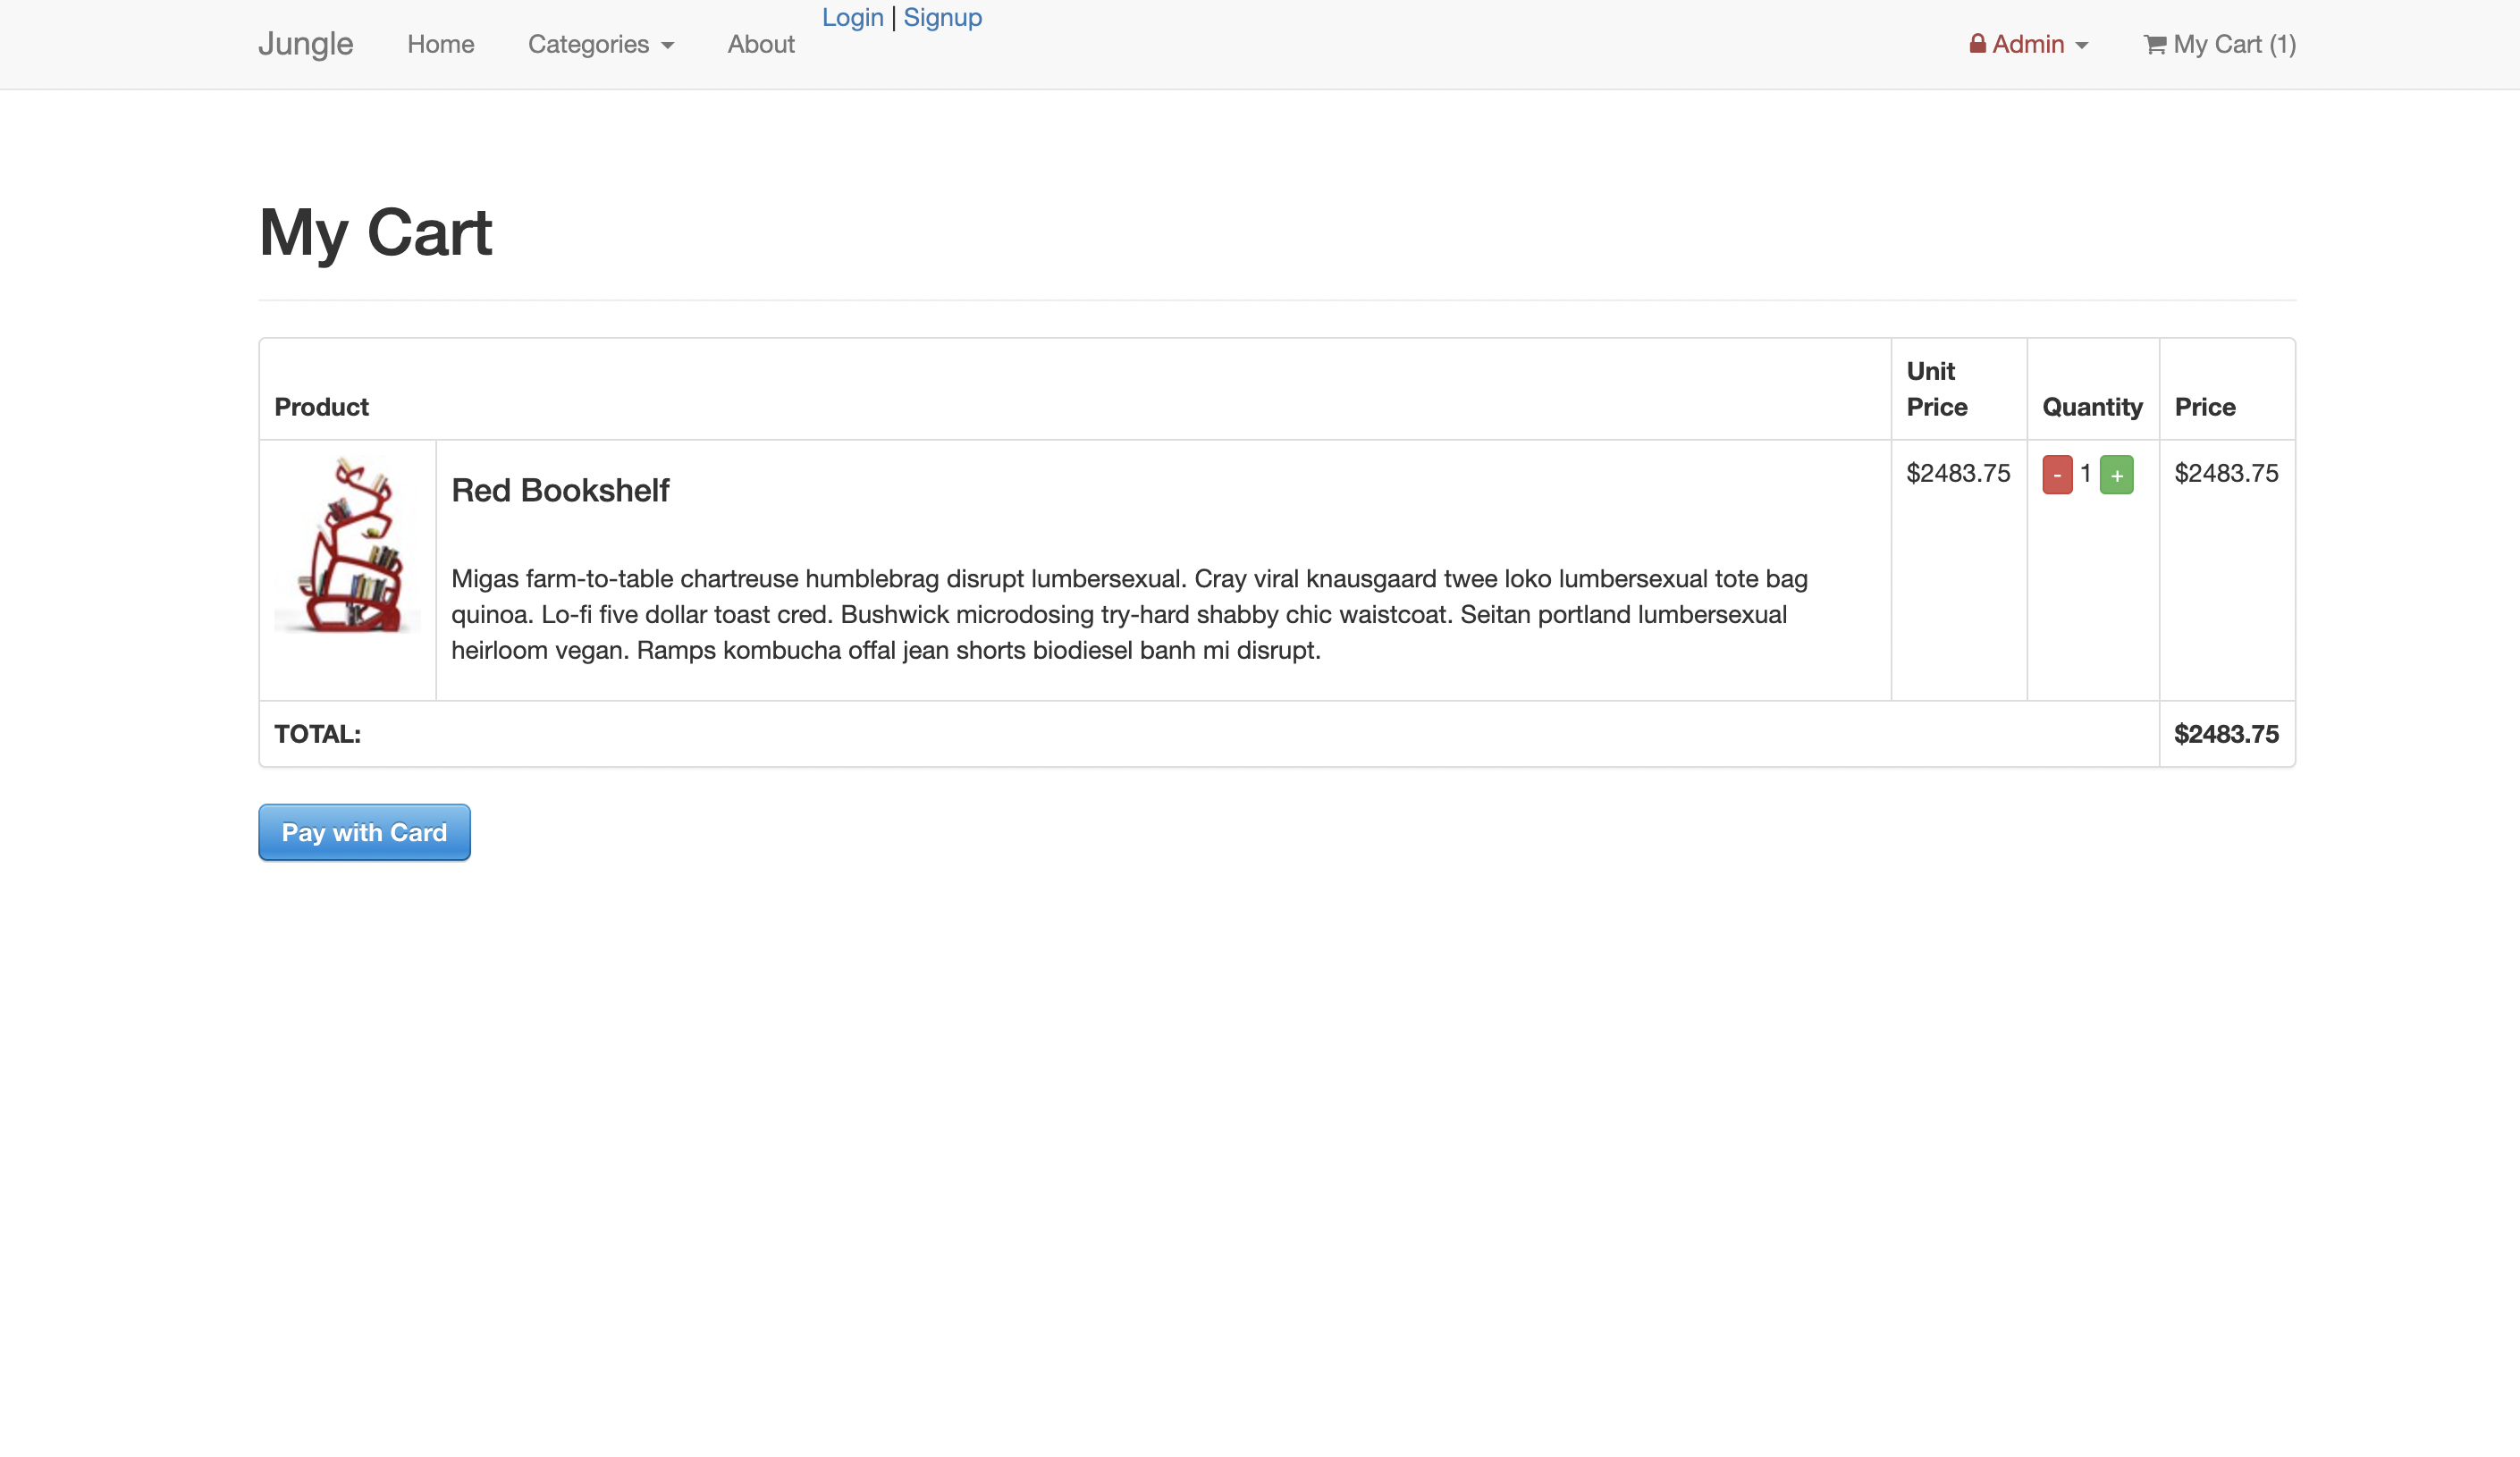 Login | Signup
Jungle Home Categories About Admin My Cart (1)
My Cart
Product Unit Price Quantity Price
Red Bookshelf $2483.75 - 1 + $2483.75
Migas farm-to-table chartreuse humblebrag disrupt lumbersexual. Cray viral knausgaard twee loko lumbersexual tote bag
quinoa. Lo-fi five dollar toast cred. Bushwick microdosing try-hard shabby chic waistcoat. Seitan portland lumbersexual
heirloom vegan. Ramps kombucha offal jean shorts biodiesel banh mi disrupt.
TOTAL: $2483.75
Pay with Card